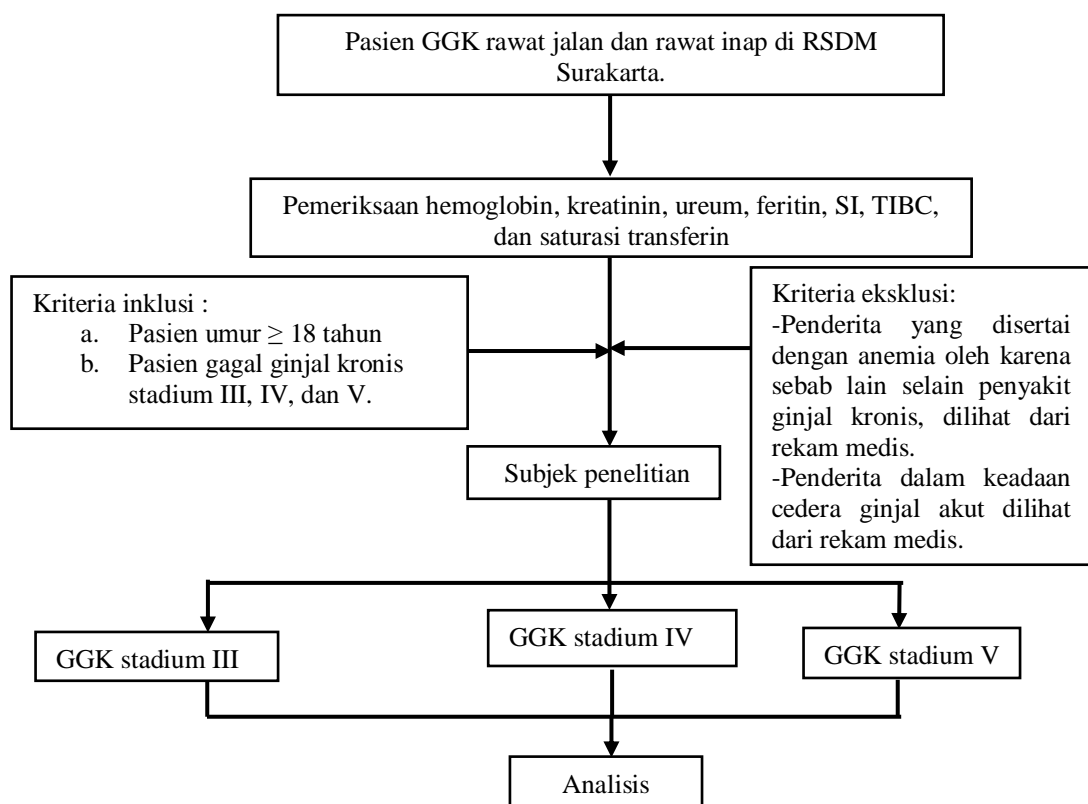 Pasien GGK rawat jalan dan rawat inap di RSDM
Surakarta.
Pemeriksaan hemoglobin, kreatinin, ureum, feritin, SI, TIBC,
dan saturasi transferin
Kriteria inklusi :
a. Pasien umur ≥ 18 tahun
b. Pasien gagal ginjal kronis
stadium III, IV, dan V.
Kriteria eksklusi:
-Penderita yang disertai
dengan anemia oleh karena
sebab lain selain penyakit
ginjal kronis, dilihat dari
rekam medis.
-Penderita dalam keadaan
cedera ginjal akut dilihat
dari rekam medis.
Subjek penelitian
GGK stadium III
GGK stadium IV
GGK stadium V
Analisis